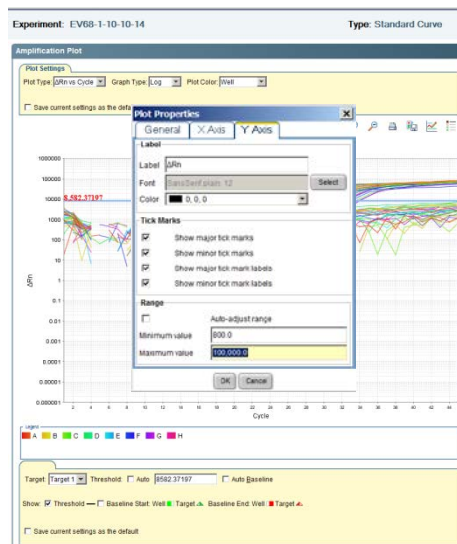 Experiment: EV68-1-10-10-14 Type: Standard Curve
Amplification Plot
Plot Settings
Plot Type: ΔRn vs Cycle Graph Type: Log Plot Color: Well
Save current settings as the defa
Plot Properties
General X Axis Y Axis
Label
Label ΔRn
Font SansSerif.plain. 12 Select
Color 0, 0, 0
Tick Marks
Show major tick marks
Show minor tick marks
Show major tick mark labels
Show minor tick mark labels
Range
Auto-adjust range
Minimum value 800.0
Maximum value 100,000.0
OK Cancel
1000000
100000
10000 8,582.37197
1000
100
10
1
0.1
0.01
0.001
0.0001
0.00001
0.000001
ΔRn
2 4 6 8 10 12 14 16 18 20 22 24 26 28 30 32 34 36 38 40 42 44
Cycle
Legend
A B C D E F G H
Target: Target 1 Threshold: Auto 8582.37197 Auto Baseline
Show: Threshold Baseline Start: Well Target Baseline End: Well Target
Save current settings as the default